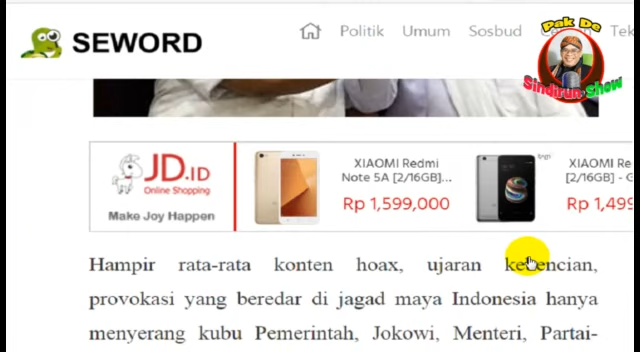 SEWORD
Politik Umum Sosbud
Pak De
Sindirun Show
JD.ID
Online Shopping
Make Joy Happen
XIAOMI Redmi
Note 5A [2/16GB]...
Rp 1,599,000
XIAOMI Re
[2/16GB] - G
Rp 1,499
Hampir rata-rata konten hoax, ujaran kebencian,
provokasi yang beredar di jagad maya Indonesia hanya
menyerang kubu Pemerintah, Jokowi, Menteri, Partai-